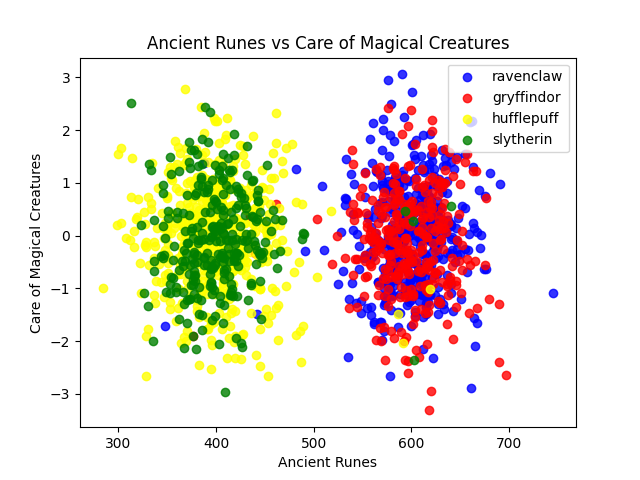 Ancient Runes vs Care of Magical Creatures
ravenclaw
gryffindor
hufflepuff
slytherin
3
2
1
0
−1
−2
−3
Care of Magical Creatures
300 400 500 600 700
Ancient Runes